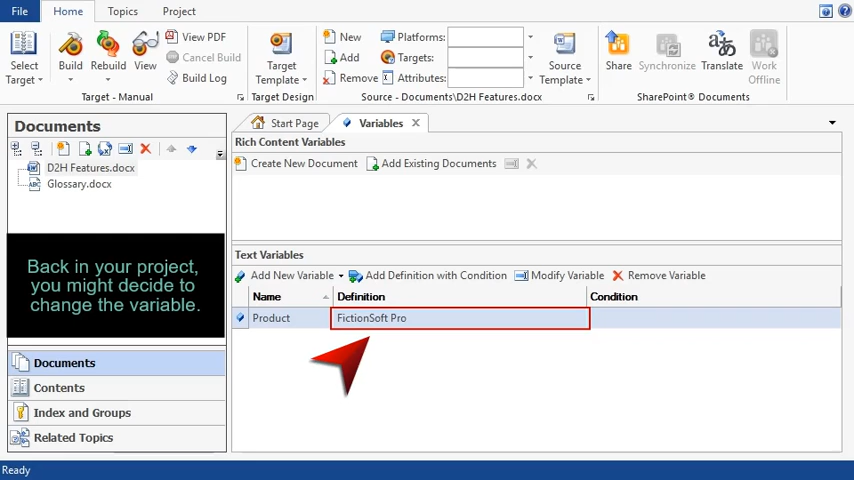 File Home Topics Project
Select Target
Build Rebuild View
View PDF
Cancel Build
Build Log
Target - Manual
Target Template
Target Design
New Platforms:
Add Targets:
Remove Attributes:
Source Template
Source - Documents\D2H Features.docx
Share Synchronize Translate Work Offline
SharePoint® Documents
Documents
D2H Features.docx
Glossary.docx
Back in your project,
you might decide to
change the variable.
Documents
Contents
Index and Groups
Related Topics
Start Page Variables
Rich Content Variables
Create New Document Add Existing Documents
Text Variables
Add New Variable Add Definition with Condition Modify Variable Remove Variable
Name Definition Condition
Product FictionSoft Pro
Ready